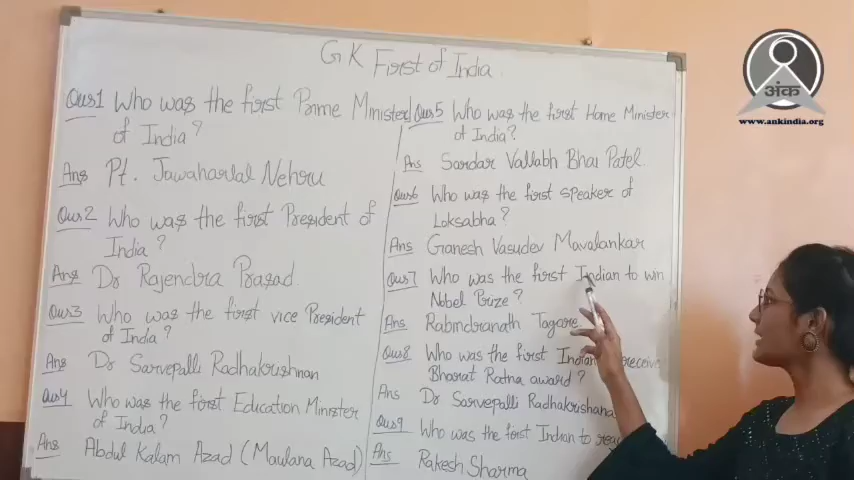 GK First of India
Ques1 Who was the first Prime Minister
of India?
Ans Pt. Jawaharlal Nehru
Ques2 Who was the first President of
India?
Ans Dr Rajendra Prasad
Ques3 Who was the first vice President
of India?
Ans Dr Sarvepalli Radhakrishnan
Ques4 Who was the first Education Minister
of India?
Ans Abdul Kalam Azad (Maulana Azad)
Ques5 Who was the first Home Minister
of India?
Ans Sardar Vallabh Bhai Patel
Ques6 Who was the first speaker of
Loksabha?
Ans Ganesh Vasudev Mavalankar
Ques7 Who was the first Indian to win
Nobel Prize?
Ans Rabindranath Tagore
Ques8 Who was the first Indian receive
Bharat Ratna award?
Ans Dr Sarvepalli Radhakrishana
Ques9 Who was the first Indian to
Ans Rakesh Sharma
अंक
www.ankindia.org